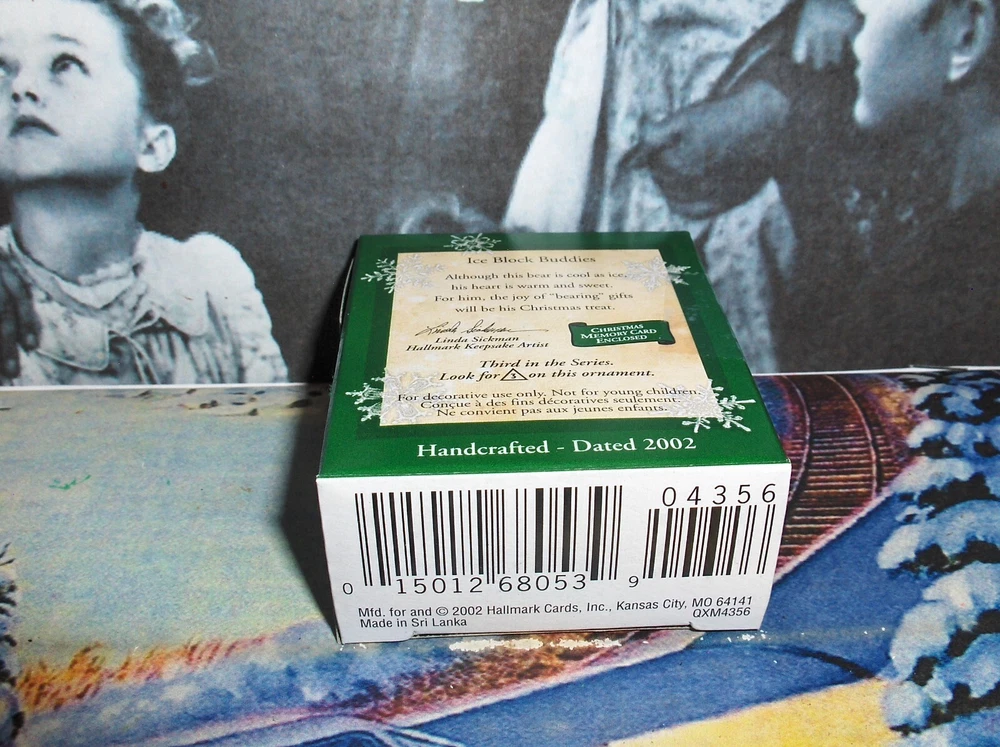 Ice Block Buddies
Although this bear is cool as ice,
his heart is warm and sweet.
For him, the joy of "bearing" gifts
will be his Christmas treat.
Linda Sickman
Linda Sickman
Hallmark Keepsake Artist
CHRISTMAS
MEMORY CARD
ENCLOSED
Third in the Series.
Look for 3 on this ornament.
For decorative use only. Not for young children.
Conçue à des fins décoratives seulement.
Ne convient pas aux jeunes enfants.
Handcrafted - Dated 2002
04356
0 15012 68053 9
Mfd. for and © 2002 Hallmark Cards, Inc., Kansas City, MO 64141
Made in Sri Lanka QXM4356